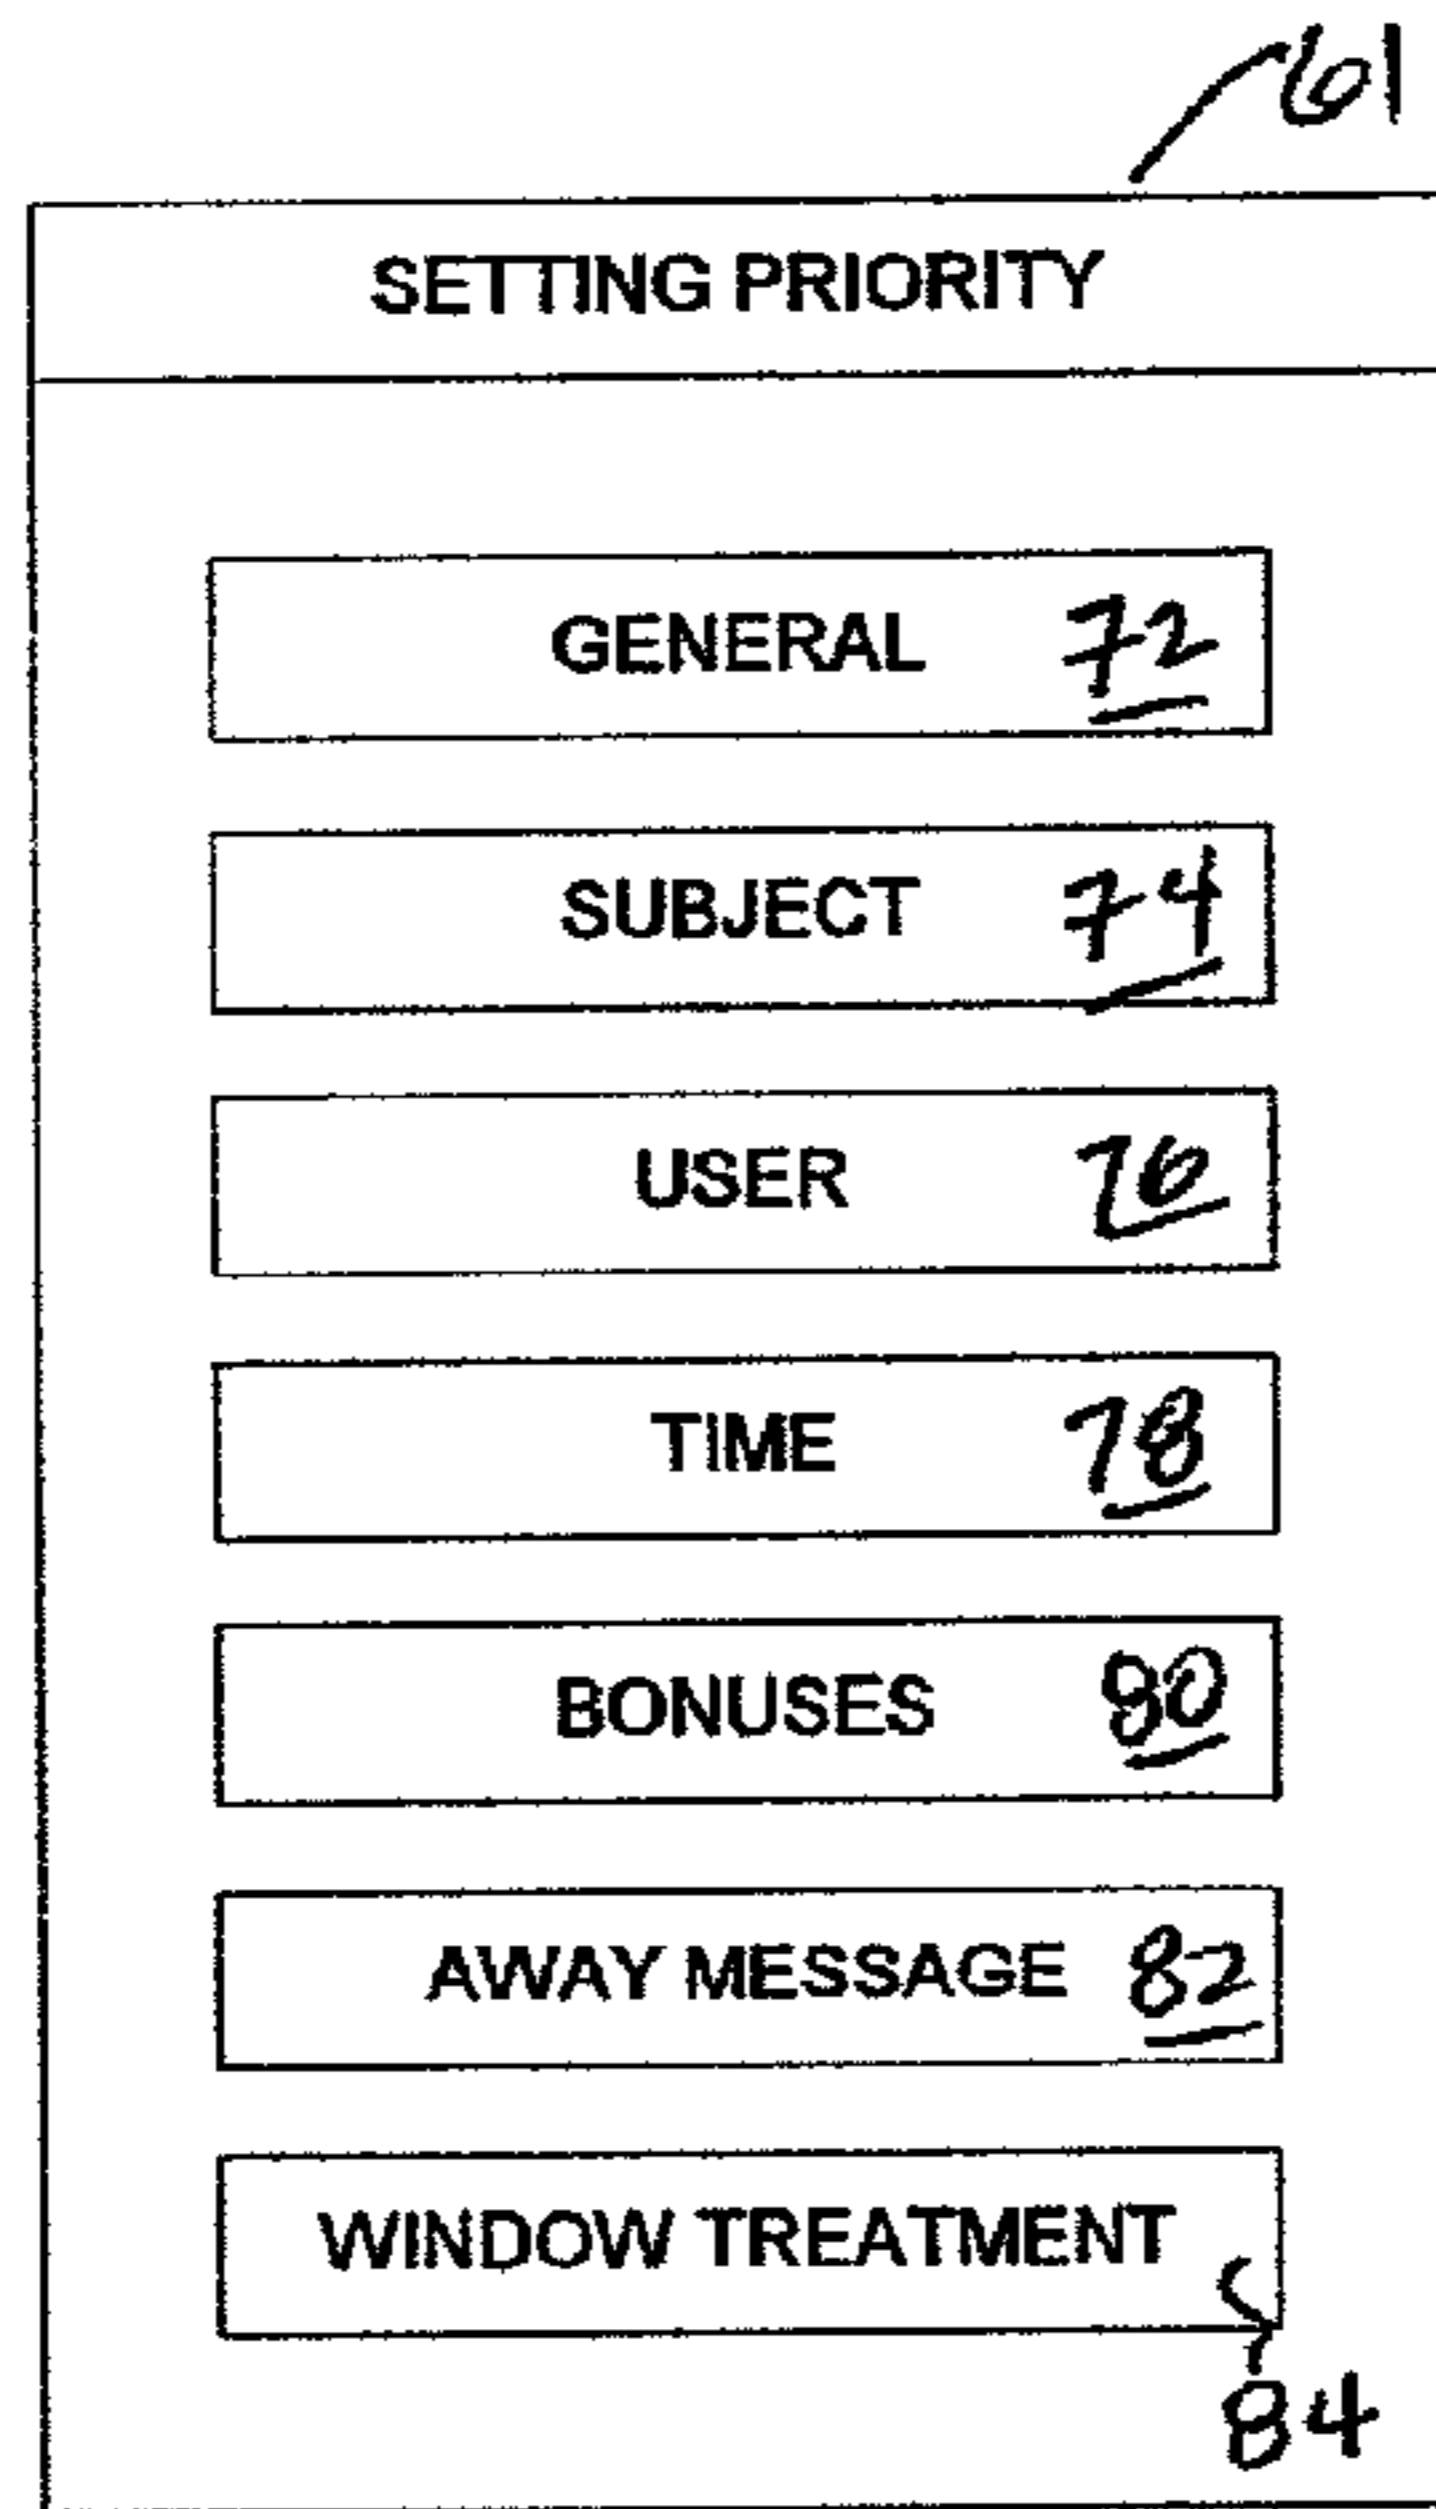 61
SETTING PRIORITY
GENERAL 72
SUBJECT 74
USER 76
TIME 78
BONUSES 80
AWAY MESSAGE 82
WINDOW TREATMENT
84